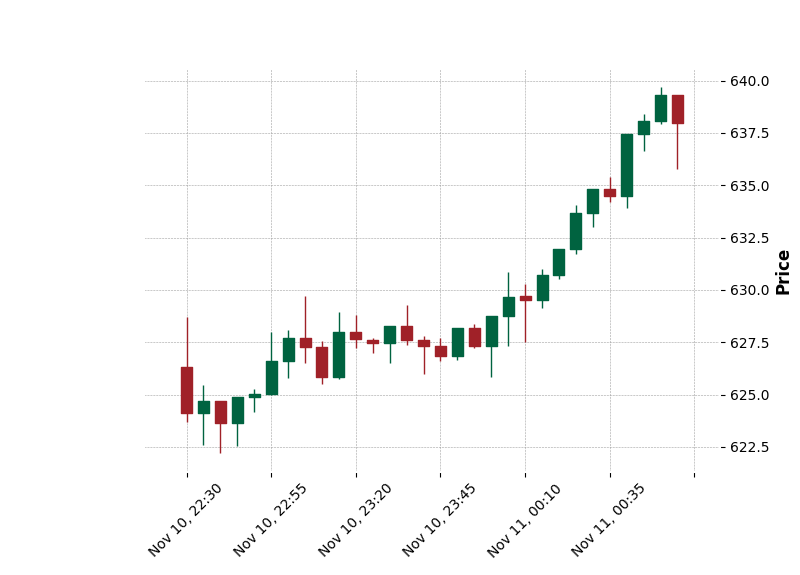 640.0
637.5
635.0
632.5
630.0
627.5
625.0
622.5
Price
Nov 10, 22:30
Nov 10, 22:55
Nov 10, 23:20
Nov 10, 23:45
Nov 11, 00:10
Nov 11, 00:35